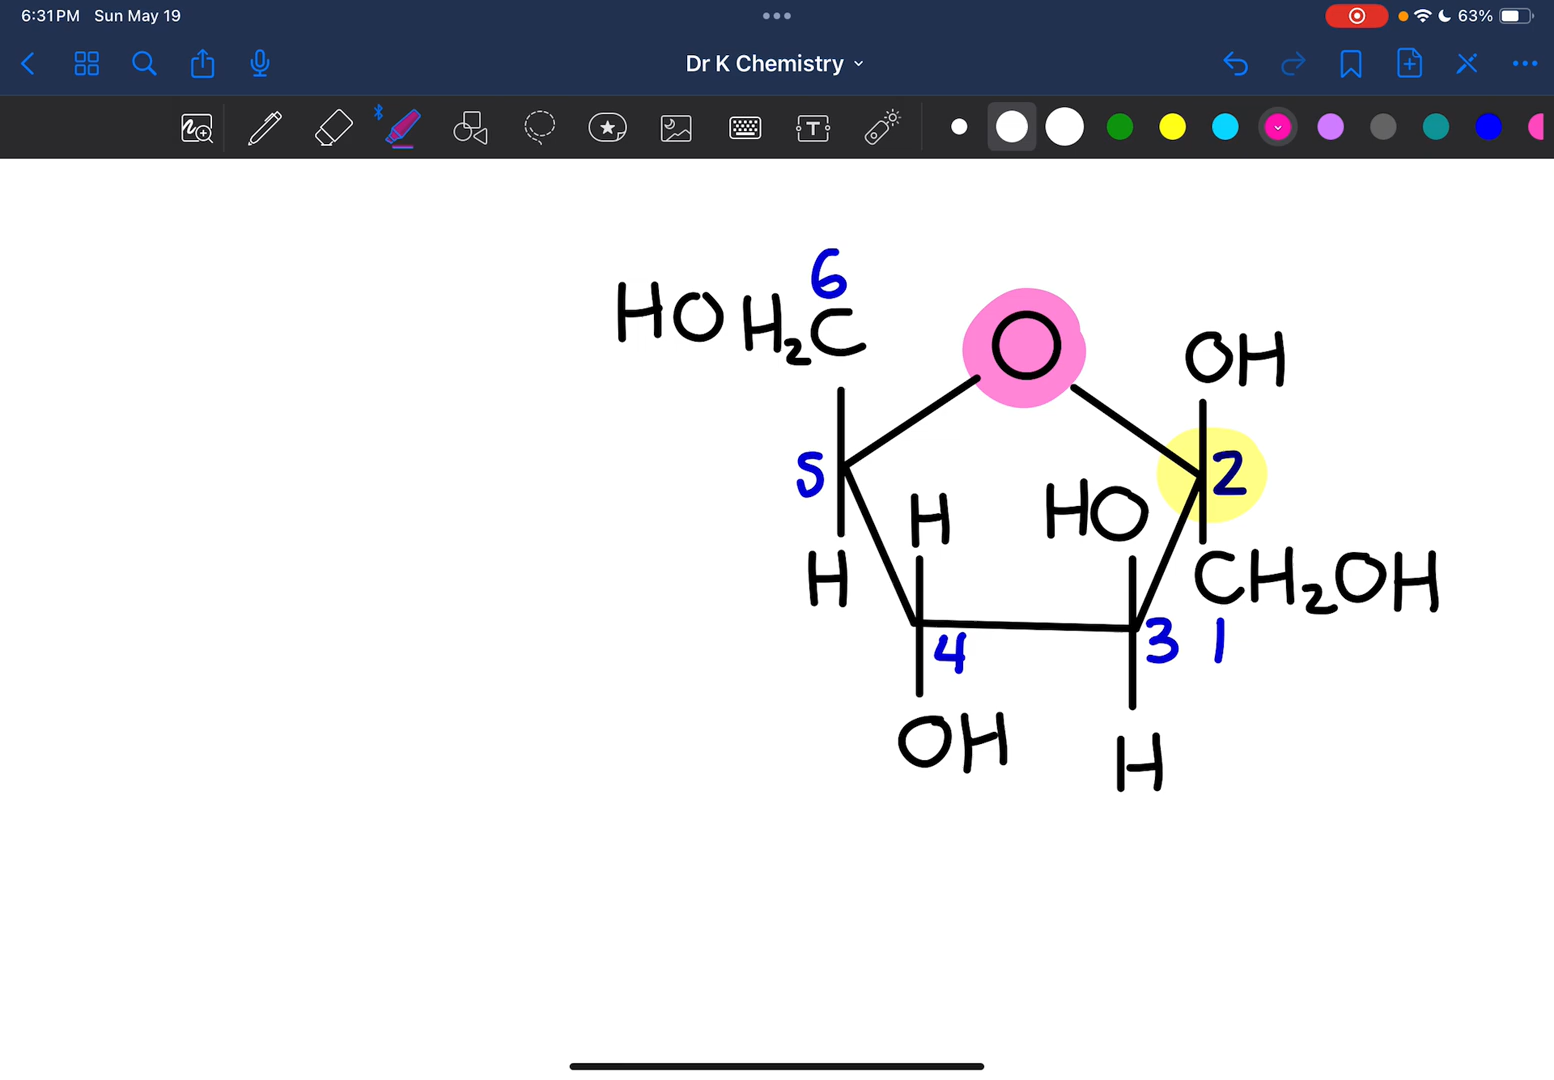 6:31 PM Sun May 19
63%
Dr K Chemistry
T
6
HOH₂C
O
OH
5
2
H
HO
H
CH₂OH
4
3
1
OH
H